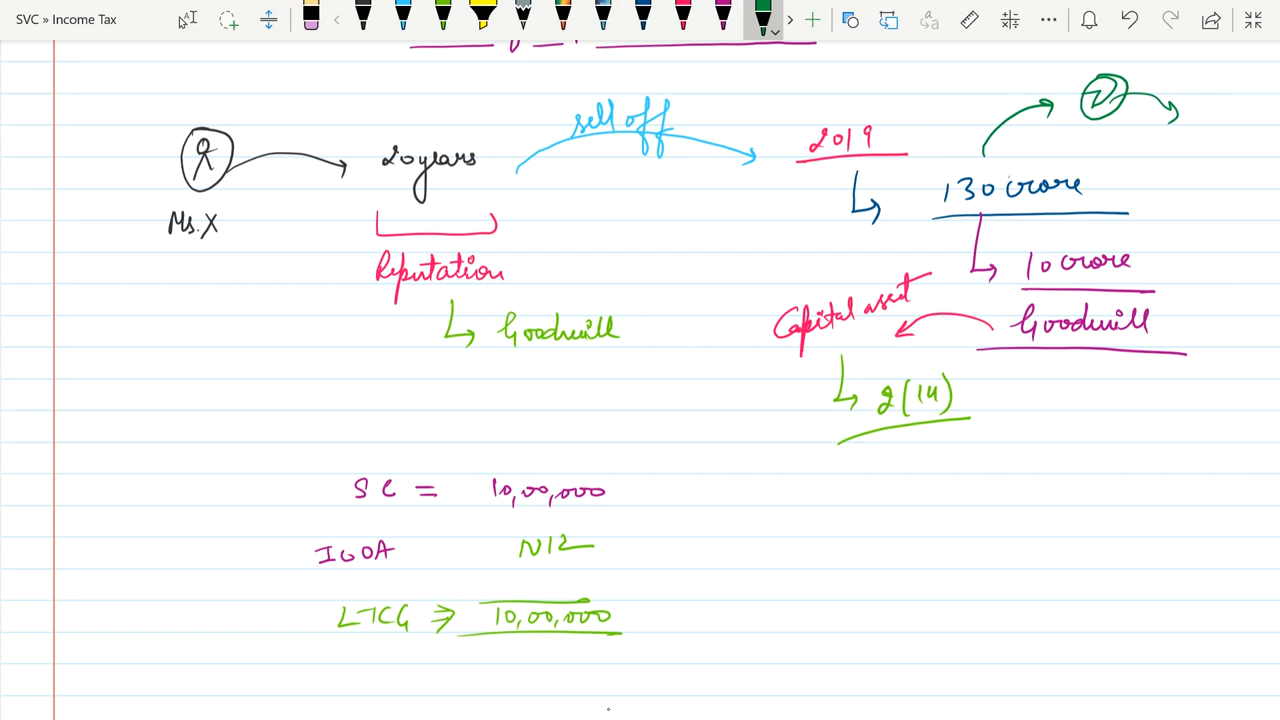 SVC » Income Tax
sell off
20 years
2019
130 crore
Ms. X
Reputation
10 crore
Goodwill
Capital asset
Goodwill
2(14)
SC = 10,00,000
ICOA NIL
LTCG ⇒ 10,00,000